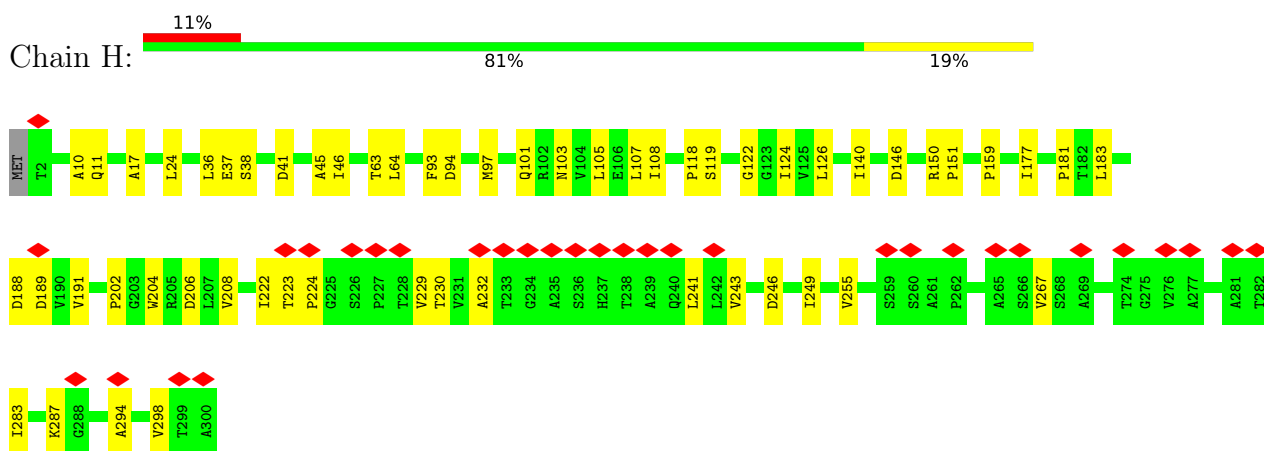 11%
Chain H:
81% 19%
MET T2 A10 Q11 A17 L24 L36 E37 S38 D41 A45 I46 T63 L64 F93 D94 M97 Q101 R102 N103 V104 L105 E106 L107 I108 P118 S119 G122 G123 I124 V125 L126 I140 D146 R150 P151 P159 I177 P181 T182 L183
D188 D189 V190 V191 P202 G203 W204 R205 D206 L207 V208 I222 T223 P224 G225 S226 P227 T228 V229 T230 V231 A232 T233 G234 A235 S236 H237 T238 A239 Q240 L241 L242 V243 D246 I249 V255 S259 S260 A261 P262 A265 S266 V267 S268 A269 T274 G275 V276 A277 A281 T282
I283 K287 G288 A294 V298 T299 A300